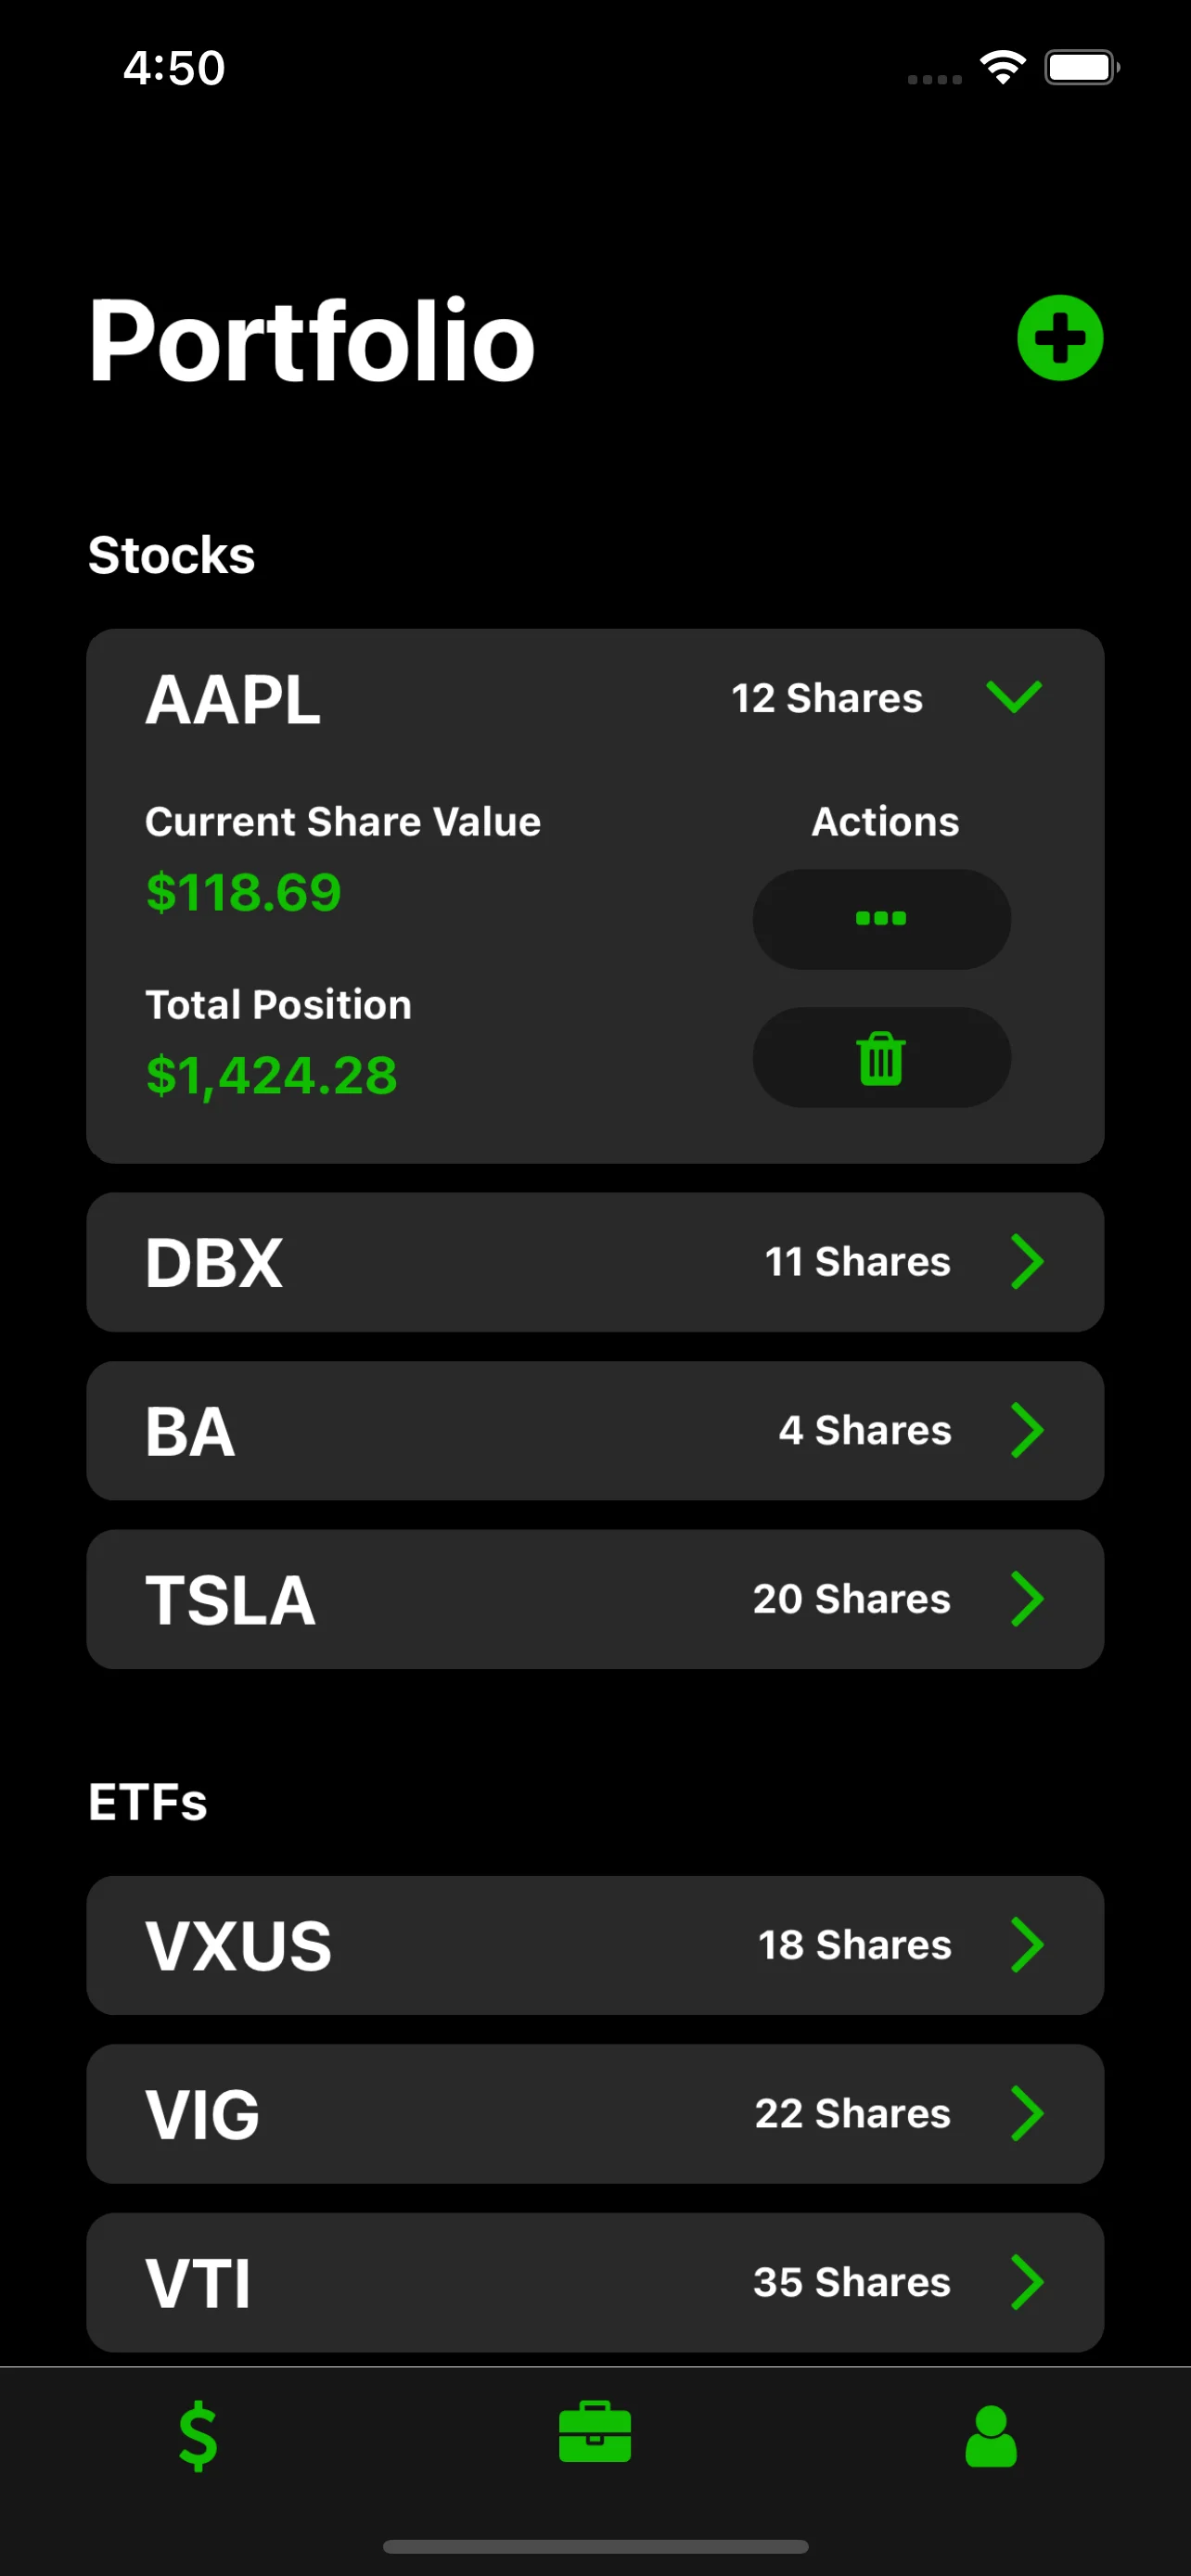 4:50
Portfolio
Stocks
AAPL 12 Shares
Current Share Value Actions
$118.69
Total Position
$1,424.28
DBX 11 Shares
BA 4 Shares
TSLA 20 Shares
ETFs
VXUS 18 Shares
VIG 22 Shares
VTI 35 Shares